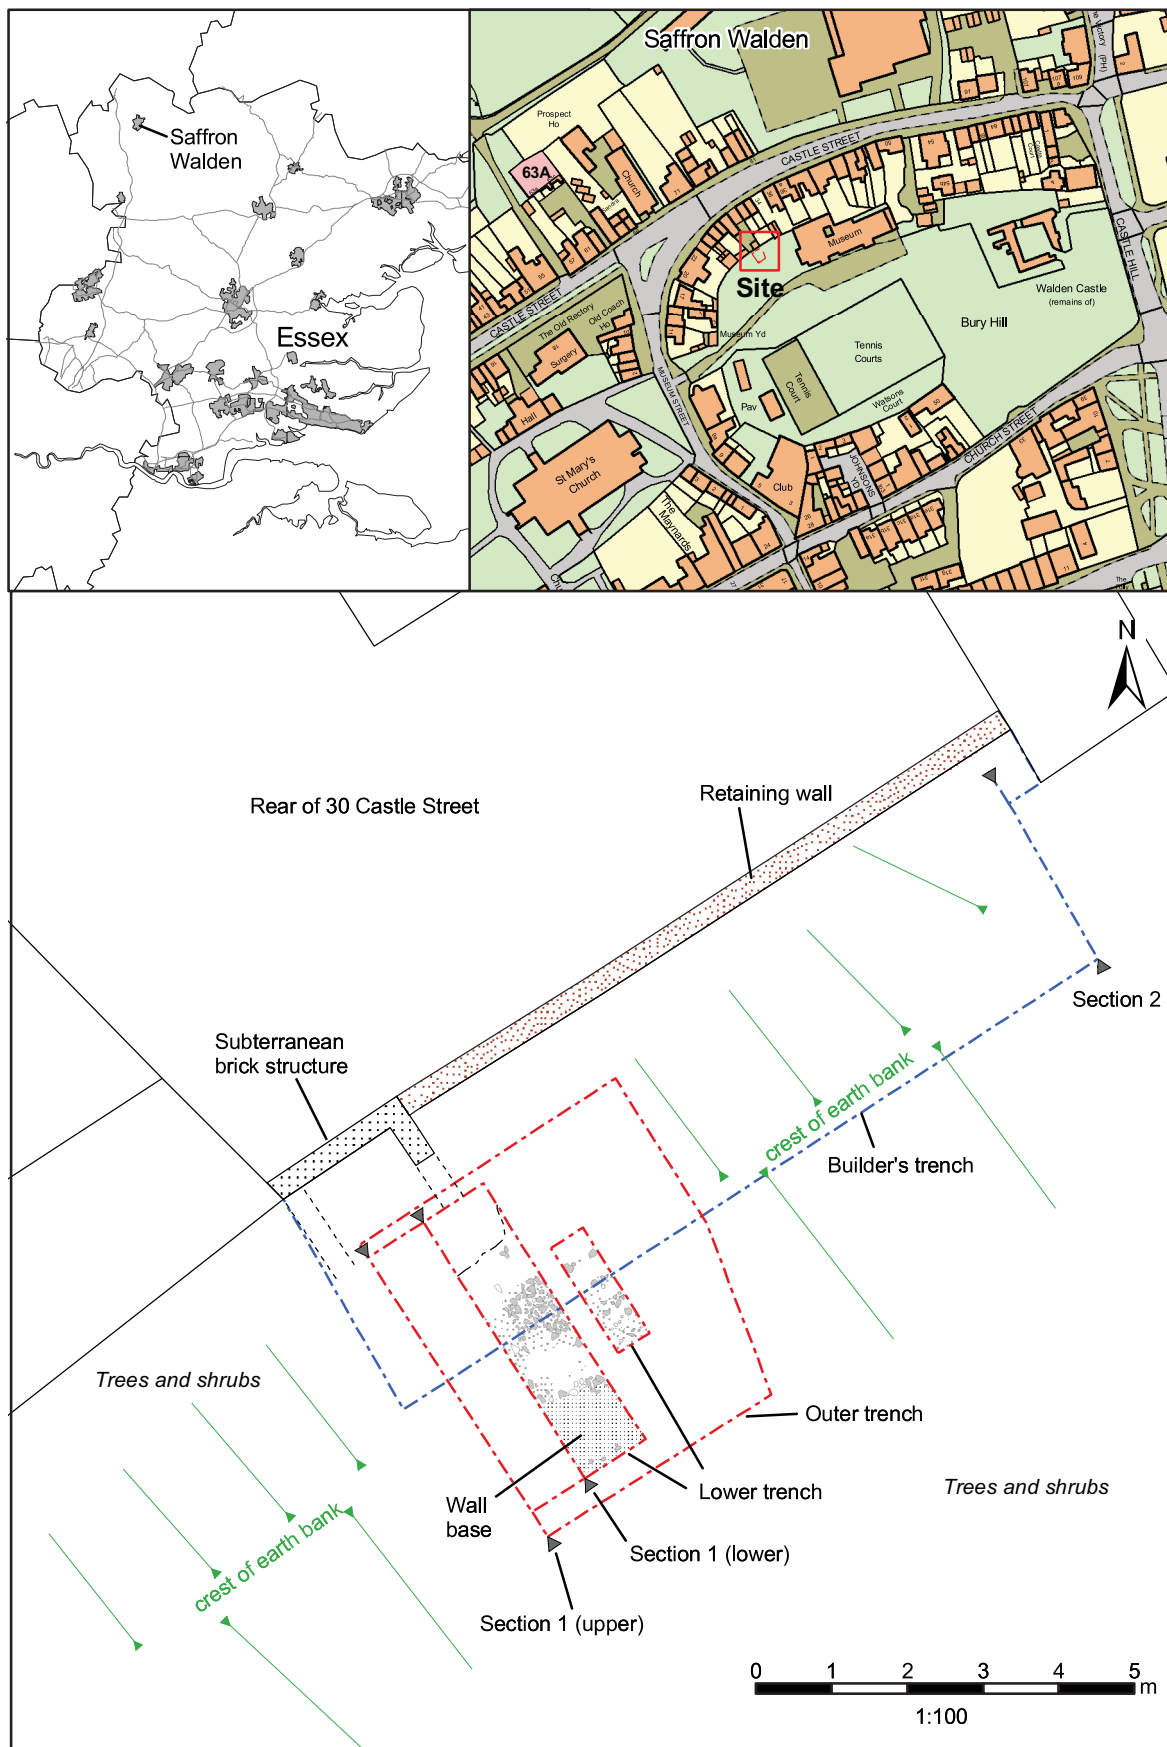 Saffron
Walden
Essex
Saffron Walden
Prospect
Ho
63A
Church
CASTLE STREET
Museum
Site
Walden Castle
(remains of)
Bury Hill
CASTLE HILL
CASTLE STREET
The Old Rectory
Old Coach
Ho
Surgery
Museum Yd
MUSEUM STREET
Tennis
Courts
Tennis
Court
Pav
Watsons
Court
Hall
St Mary's
Church
Club
JOHNSONS
YD
CHURCH STREET
The
Maynards
(PH)
N
Rear of 30 Castle Street
Retaining wall
Section 2
Subterranean
brick structure
crest of earth bank
Builder's trench
Trees and shrubs
Outer trench
Lower trench
Trees and shrubs
Wall
base
crest of earth bank
Section 1 (lower)
Section 1 (upper)
0 1 2 3 4 5
m
1:100